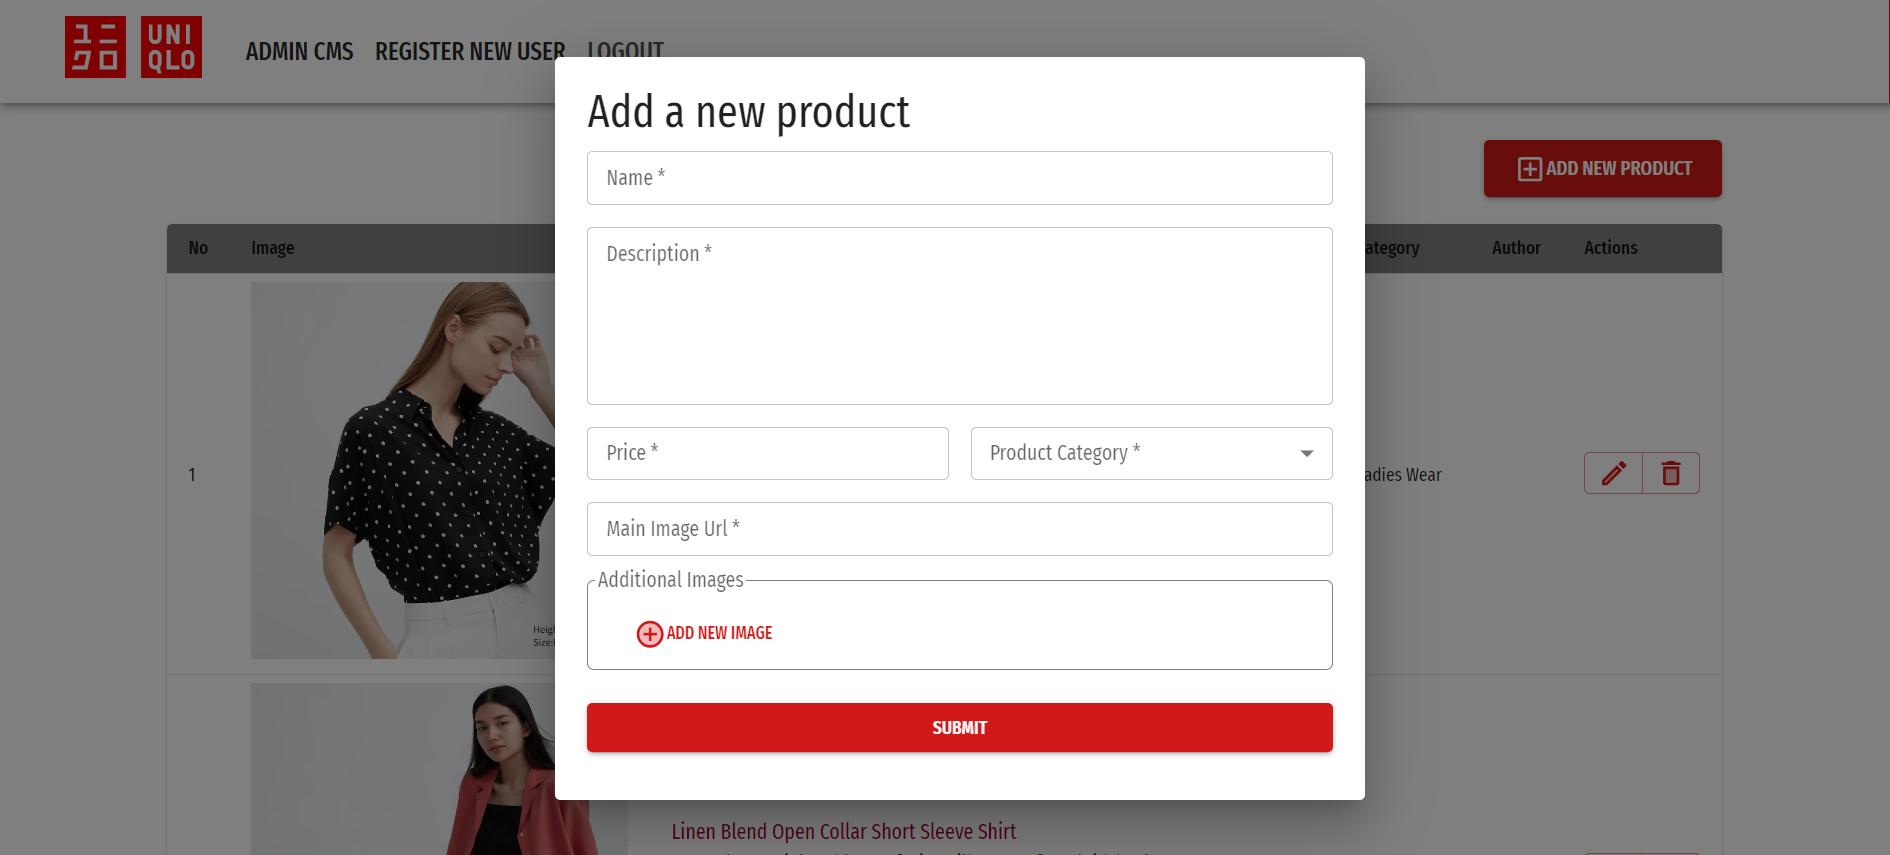 ユニ
クロ
UNI
QLO
ADMIN CMS REGISTER NEW USER LOGOUT
Add a new product
Name *
ADD NEW PRODUCT
Description *
No Image ategory Author Actions
Price *
Product Category *
1
adies Wear
Main Image Url *
Additional Images
ADD NEW IMAGE
Heig
Size:
SUBMIT
Linen Blend Open Collar Short Sleeve Shirt